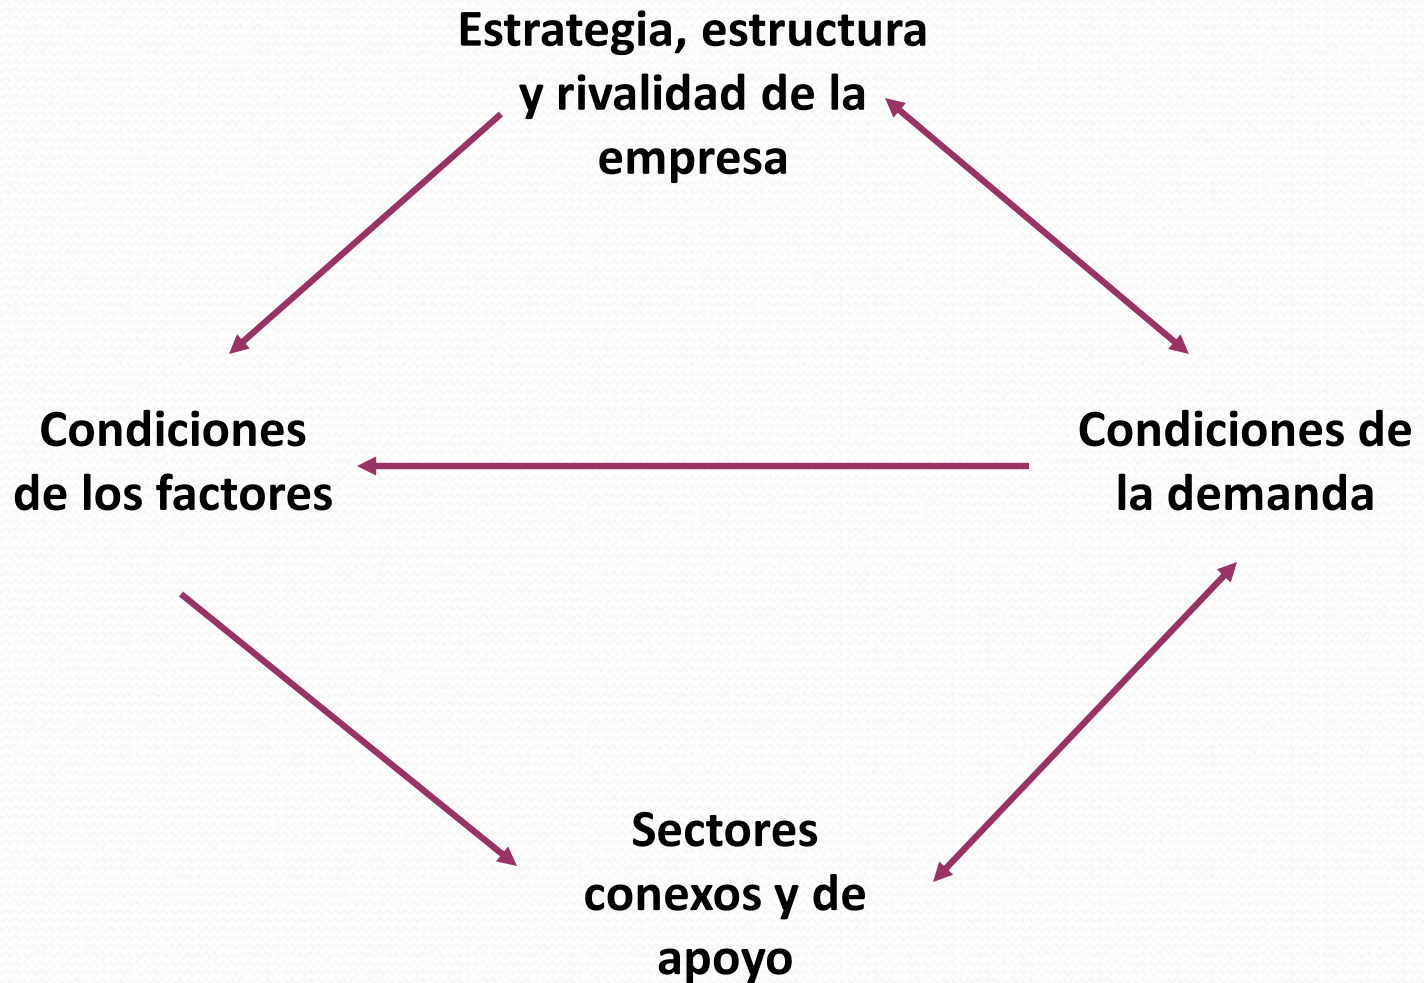 Estrategia, estructura
y rivalidad de la
empresa
Condiciones
de los factores
Condiciones de
la demanda
Sectores
conexos y de
apoyo